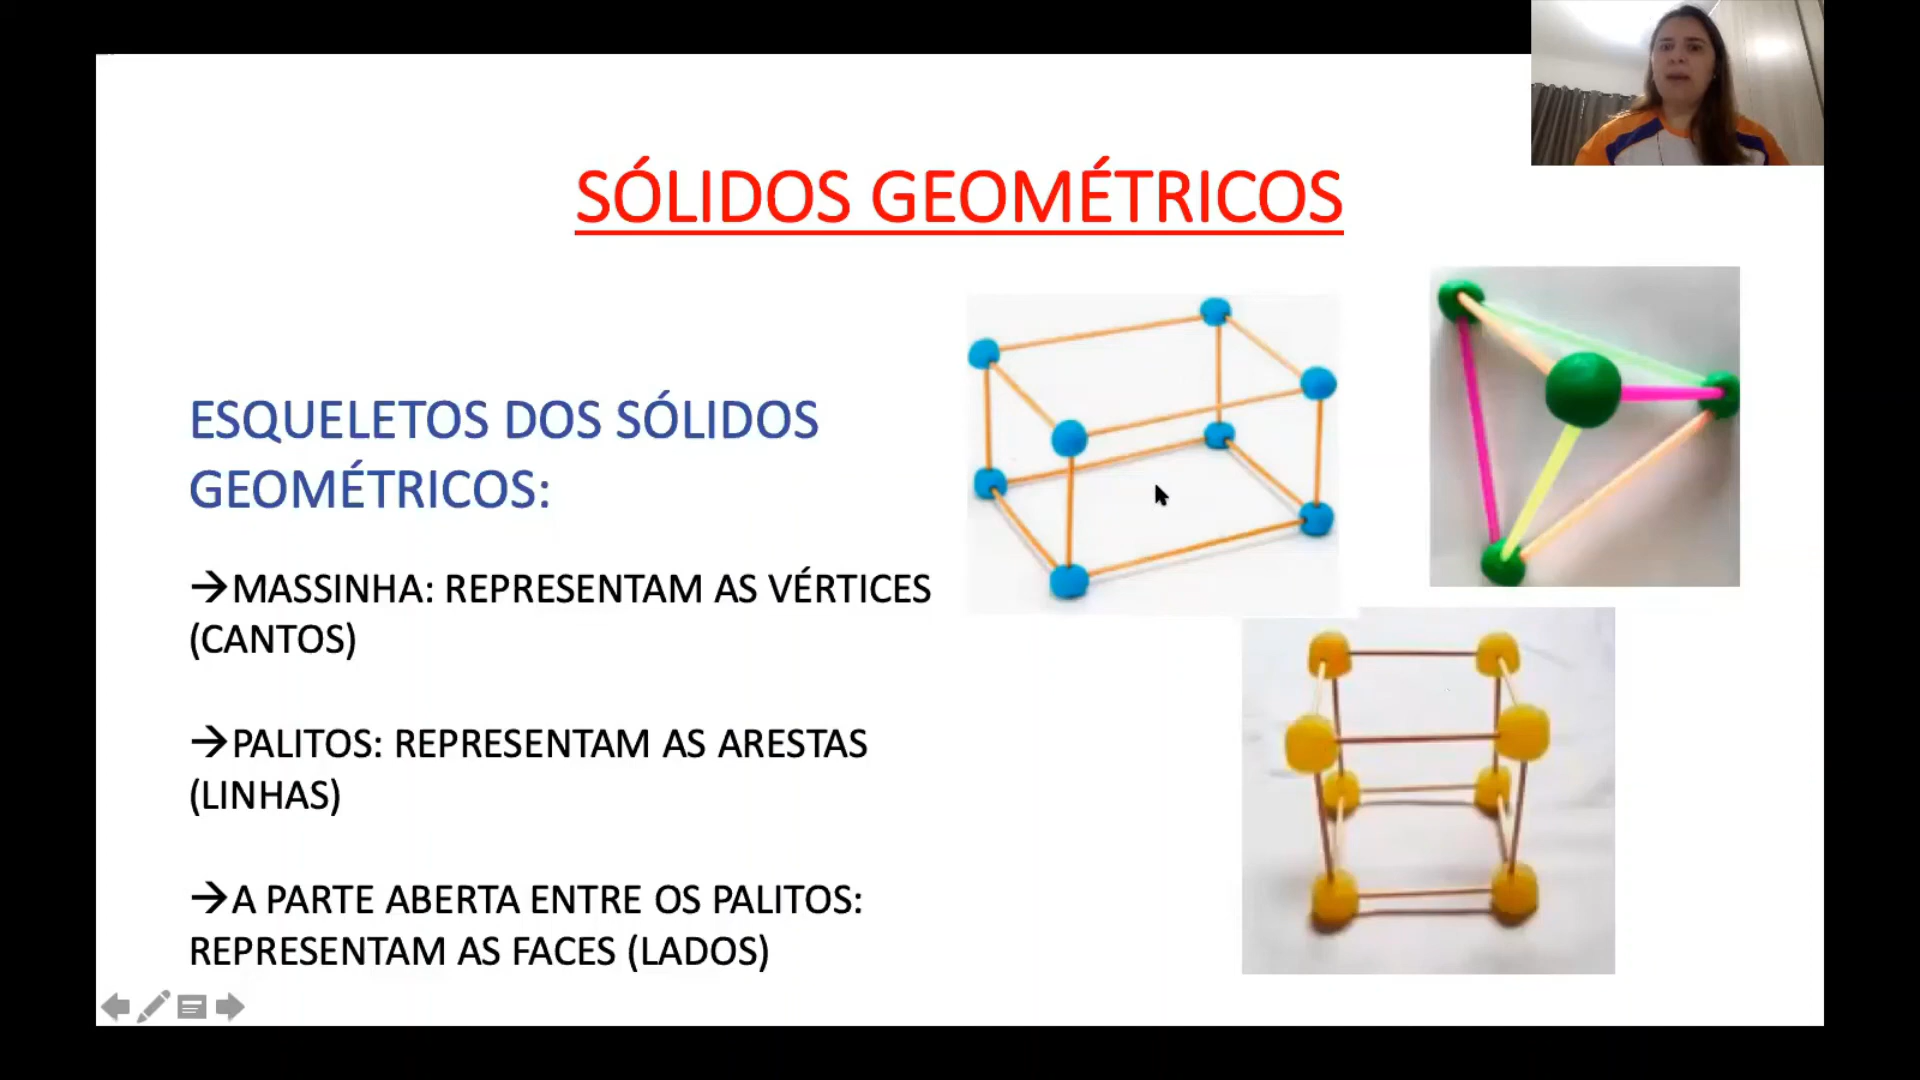 SÓLIDOS GEOMÉTRICOS
ESQUELETOS DOS SÓLIDOS
GEOMÉTRICOS:
→MASSINHA: REPRESENTAM AS VÉRTICES
(CANTOS)
→PALITOS: REPRESENTAM AS ARESTAS
(LINHAS)
→A PARTE ABERTA ENTRE OS PALITOS:
REPRESENTAM AS FACES (LADOS)